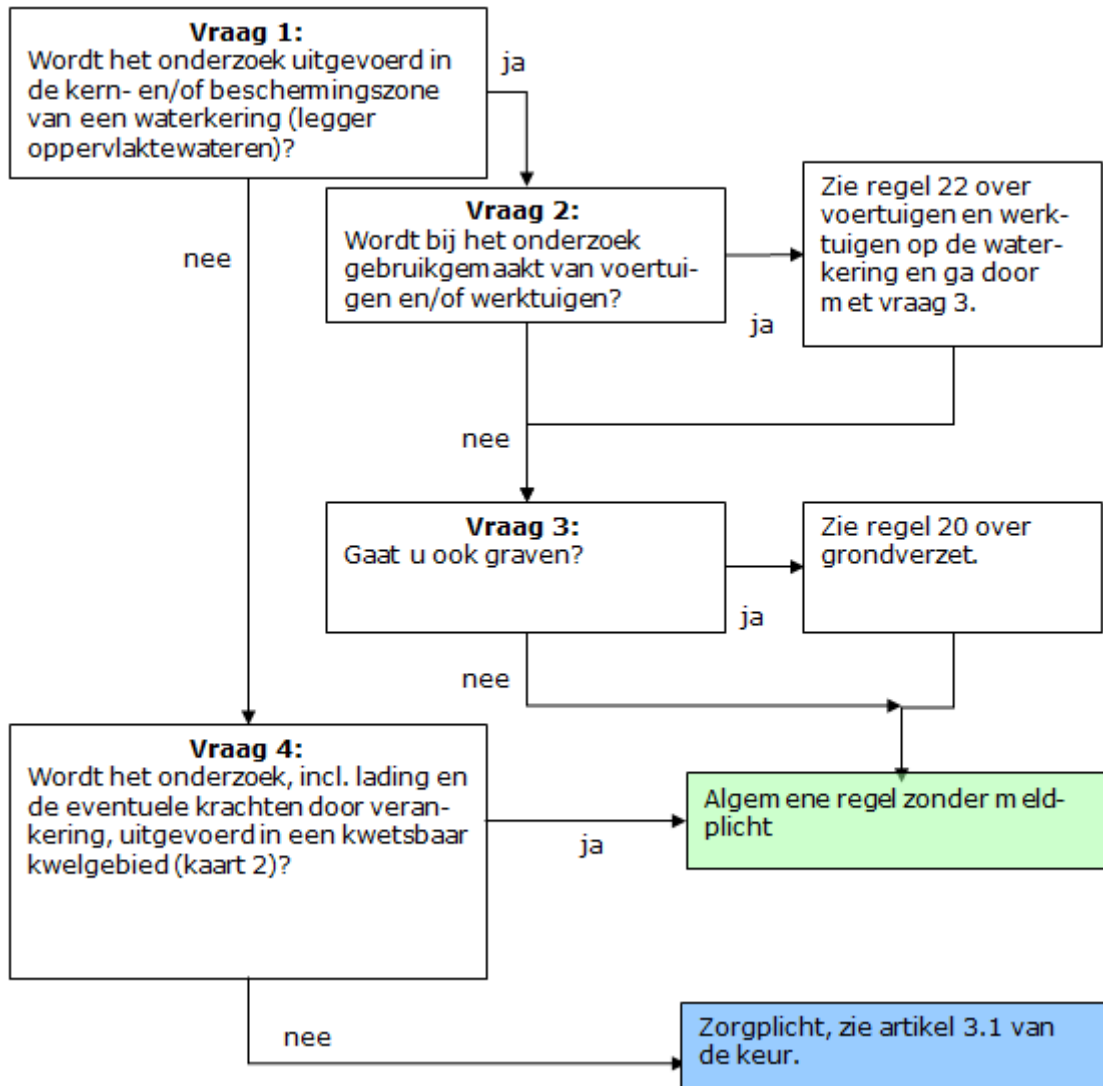 Vraag 1:
Wordt het onderzoek uitgevoerd in
de kern- en/of beschermingszone
van een waterkering (legger
oppervlaktewateren)?
ja
nee
Vraag 2:
Wordt bij het onderzoek
gebruikgemaakt van voertui-
gen en/of werktuigen?
ja
Zie regel 22 over
voertuigen en werk-
tuigen op de water-
kering en ga door
met vraag 3.
nee
Vraag 3:
Gaat u ook graven?
ja
Zie regel 20 over
grondverzet.
nee
Vraag 4:
Wordt het onderzoek, incl. lading en
de eventuele krachten door veran-
kering, uitgevoerd in een kwetsbaar
kwelgebied (kaart 2)?
ja
Algemene regel zonder meld-
plicht
nee
Zorgplicht, zie artikel 3.1 van
de keur.